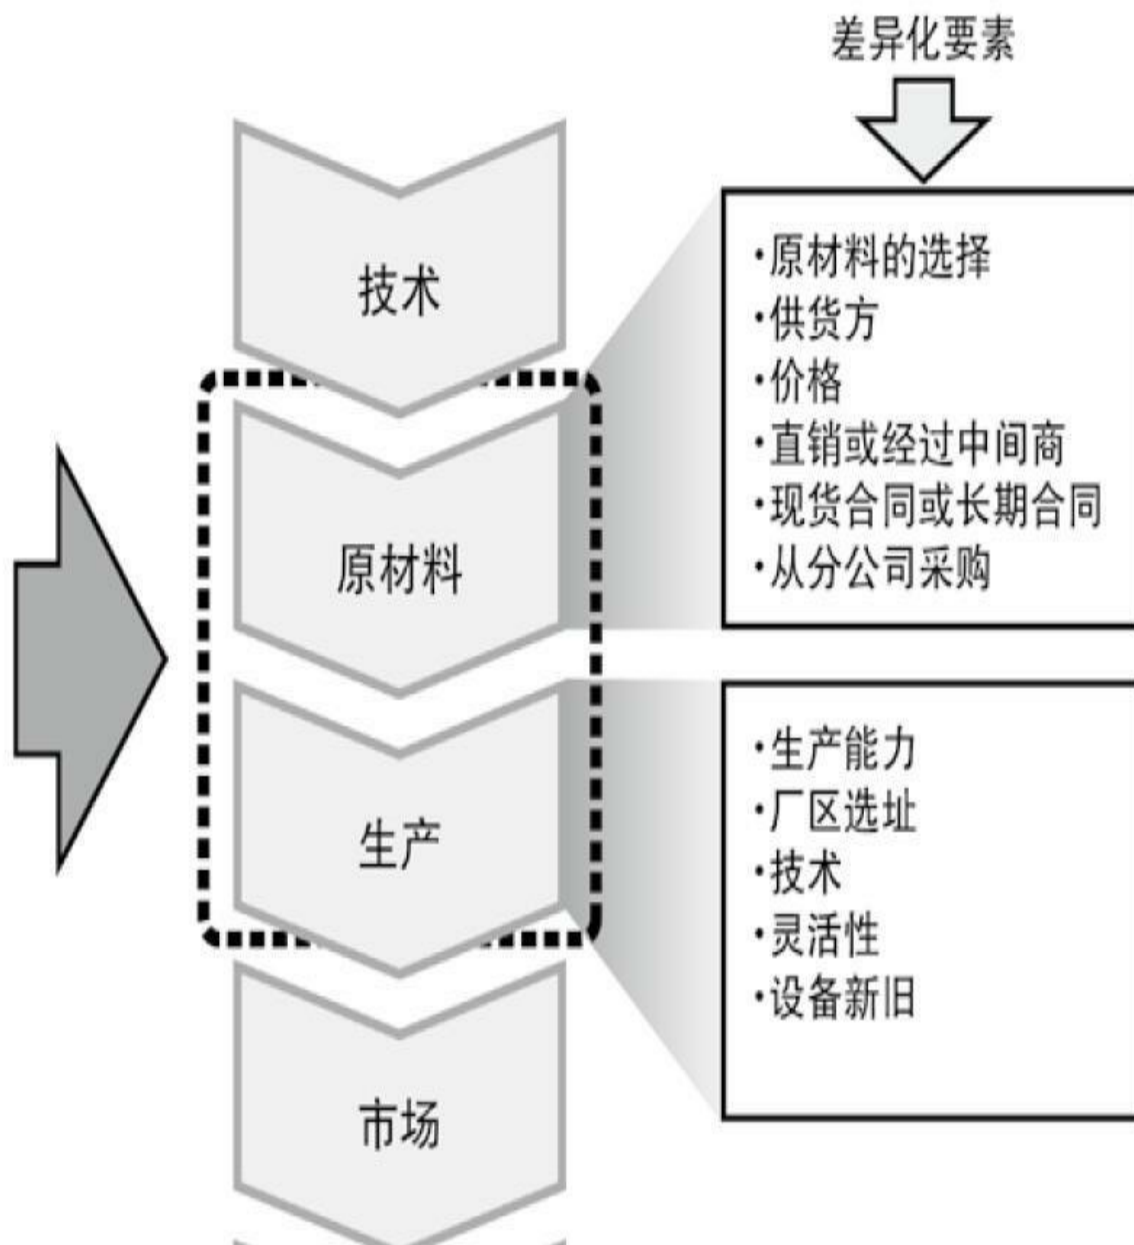 差异化要素
技术
原材料
·原材料的选择
·供货方
·价格
·直销或经过中间商
·现货合同或长期合同
·从分公司采购
生产
·生产能力
·厂区选址
·技术
·灵活性
·设备新旧
市场